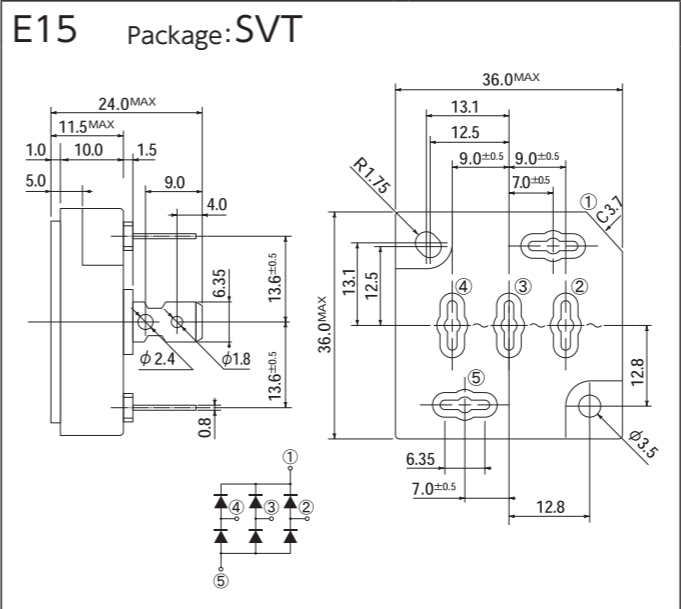 E15 Package:SVT
24.0MAX
11.5MAX
1.0 10.0 1.5
5.0
9.0
4.0
13.6±0.5
6.35
13.6±0.5
ϕ2.4
ϕ1.8
0.8
36.0MAX
13.1
12.5
9.0±0.5 9.0±0.5
7.0±0.5
R1.75
①
C3.7
13.1
12.5
36.0MAX
④ ③ ②
12.8
⑤
ϕ3.5
6.35
7.0±0.5
12.8
①
④ ③ ②
⑤